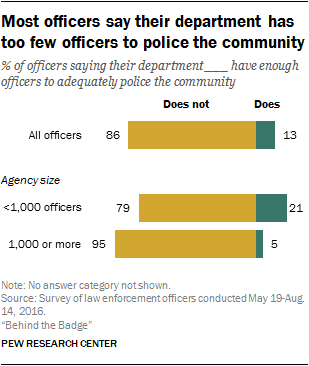 Most officers say their department has
too few officers to police the community
% of officers saying their department ____ have enough
officers to adequately police the community
Does not Does
All officers 86 13
Agency size
<1,000 officers 79 21
1,000 or more 95 5
Note: No answer category not shown.
Source: Survey of law enforcement officers conducted May 19-Aug.
14, 2016.
“Behind the Badge”
PEW RESEARCH CENTER